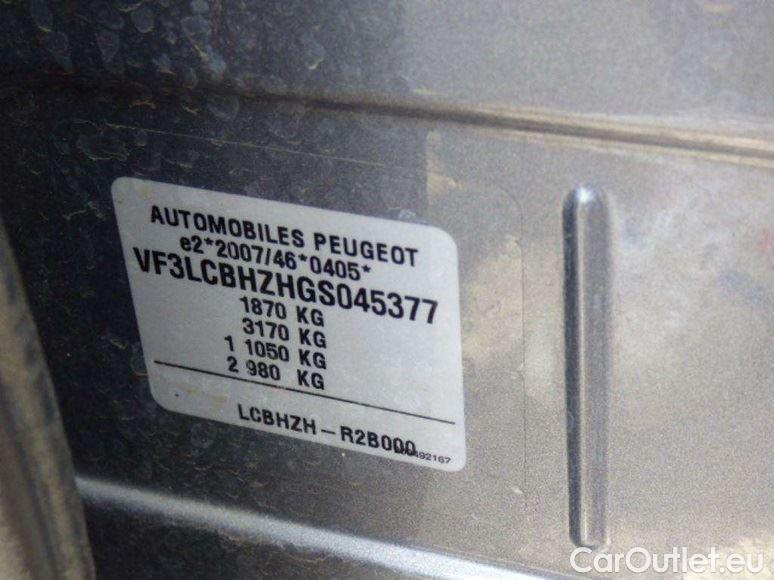 AUTOMOBILES PEUGEOT
e2*2007/46*0405*
VF3LCBHZHGS045377
1870 KG
3170 KG
1 1050 KG
2 980 KG
LCBHZH - R2B000
CarOutlet.eu